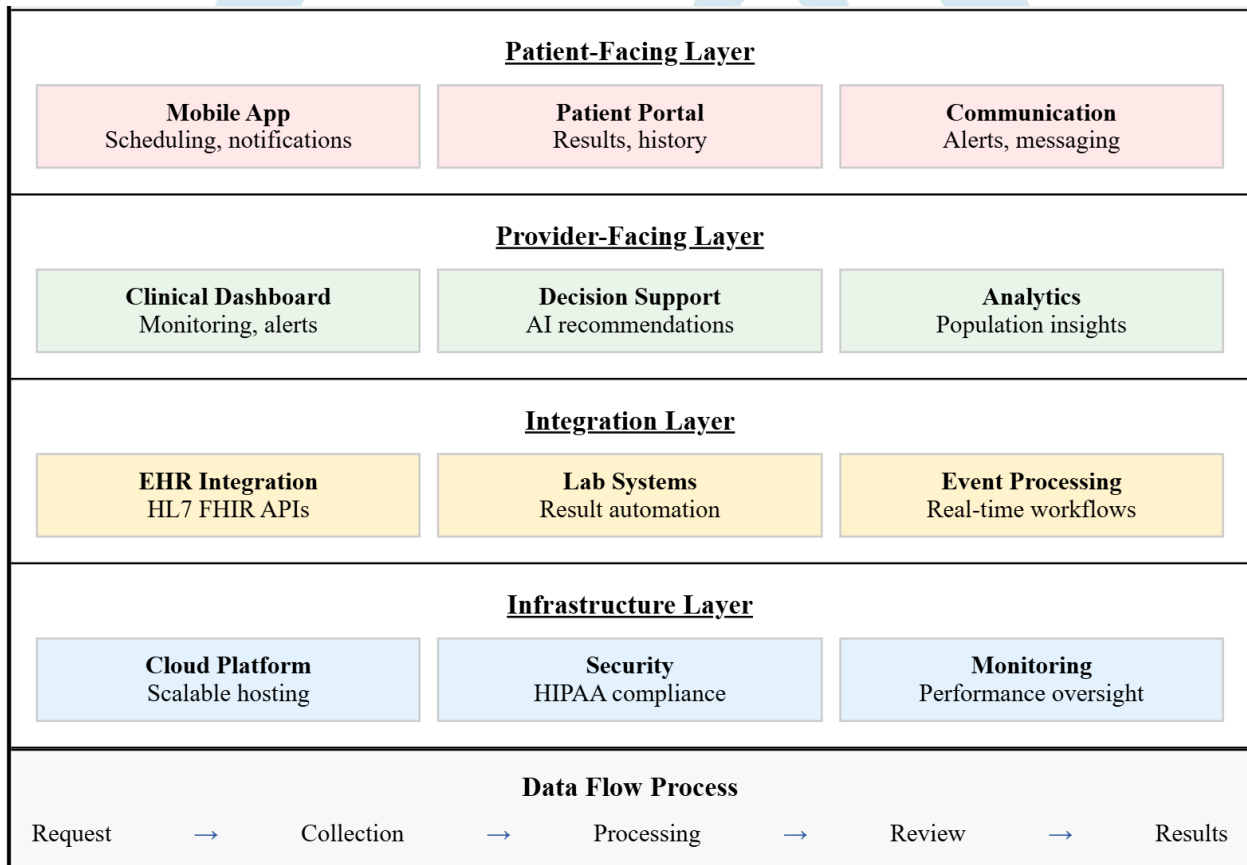 Patient-Facing Layer
Mobile App
Scheduling, notifications
Patient Portal
Results, history
Communication
Alerts, messaging
Provider-Facing Layer
Clinical Dashboard
Monitoring, alerts
Decision Support
AI recommendations
Analytics
Population insights
Integration Layer
EHR Integration
HL7 FHIR APIs
Lab Systems
Result automation
Event Processing
Real-time workflows
Infrastructure Layer
Cloud Platform
Scalable hosting
Security
HIPAA compliance
Monitoring
Performance oversight
Data Flow Process
Request → Collection → Processing → Review → Results